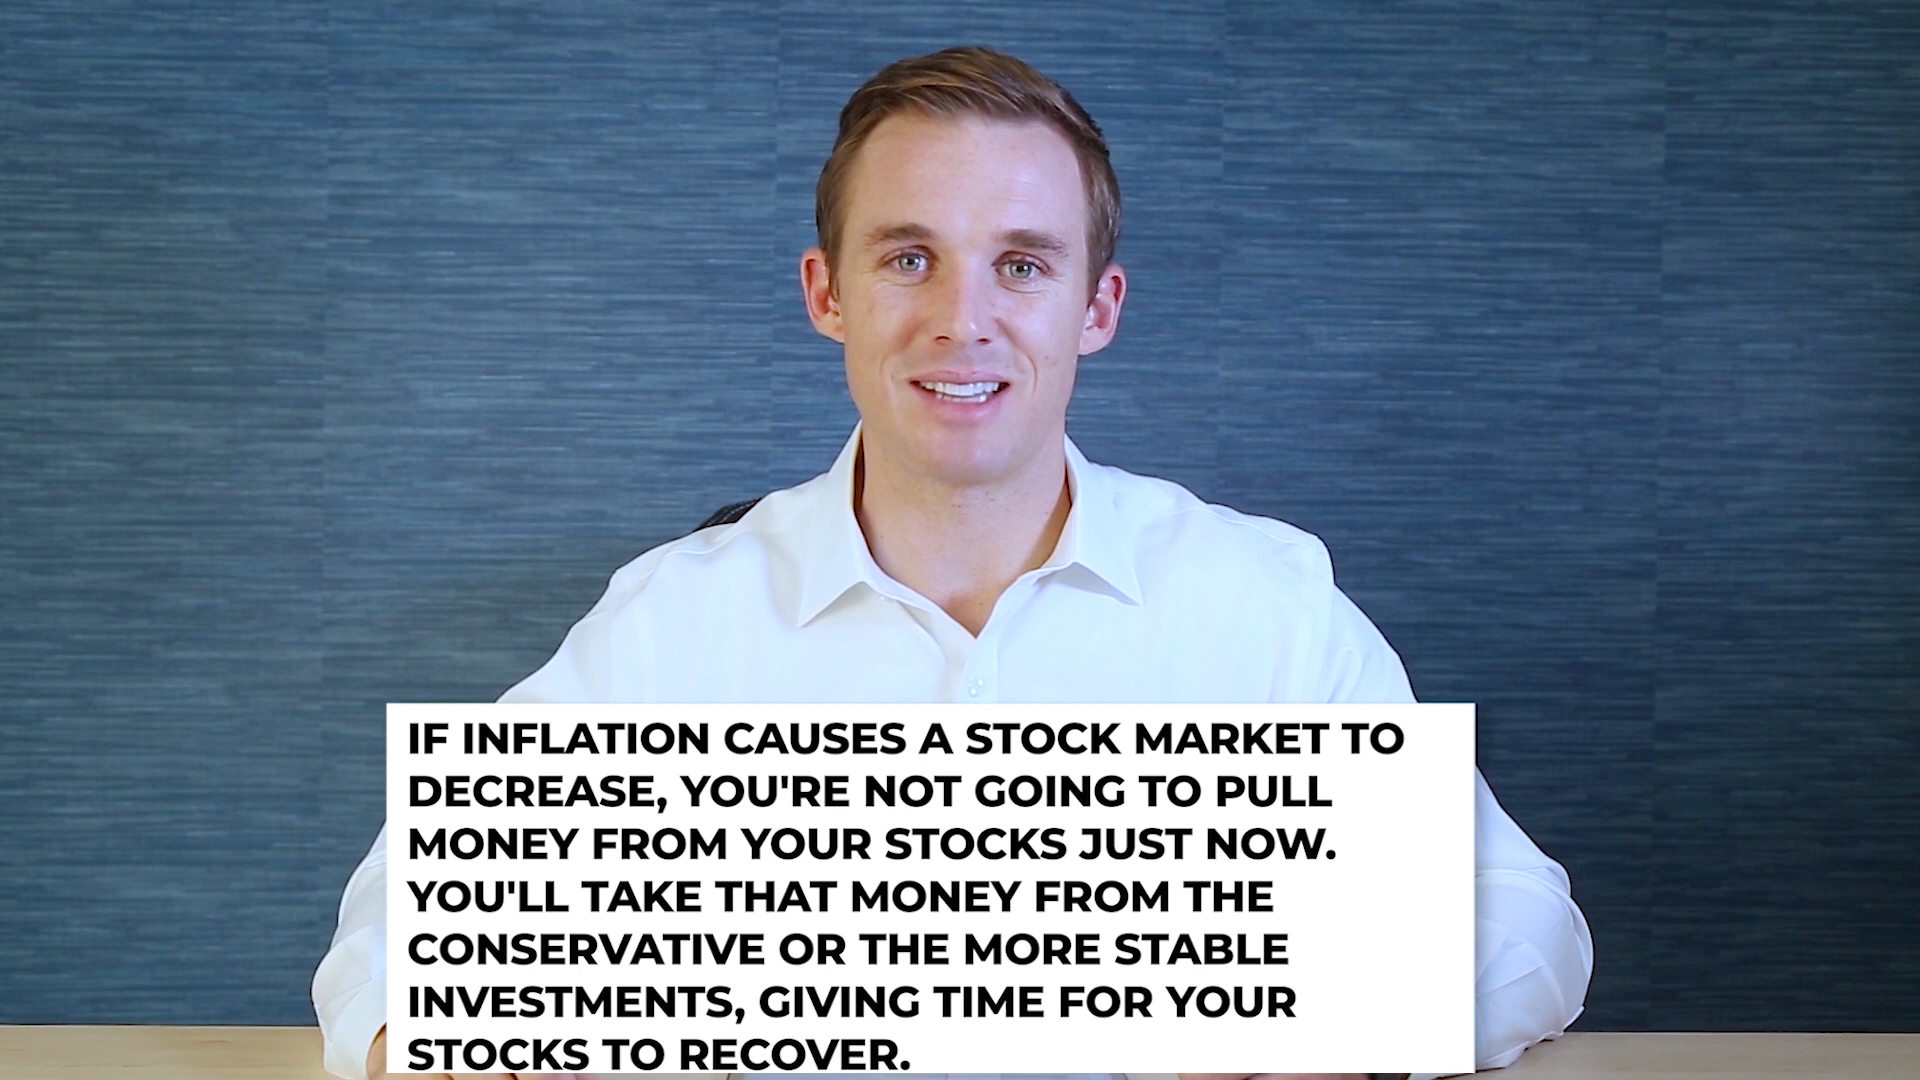 IF INFLATION CAUSES A STOCK MARKET TO
DECREASE, YOU'RE NOT GOING TO PULL
MONEY FROM YOUR STOCKS JUST NOW.
YOU'LL TAKE THAT MONEY FROM THE
CONSERVATIVE OR THE MORE STABLE
INVESTMENTS, GIVING TIME FOR YOUR
STOCKS TO RECOVER.